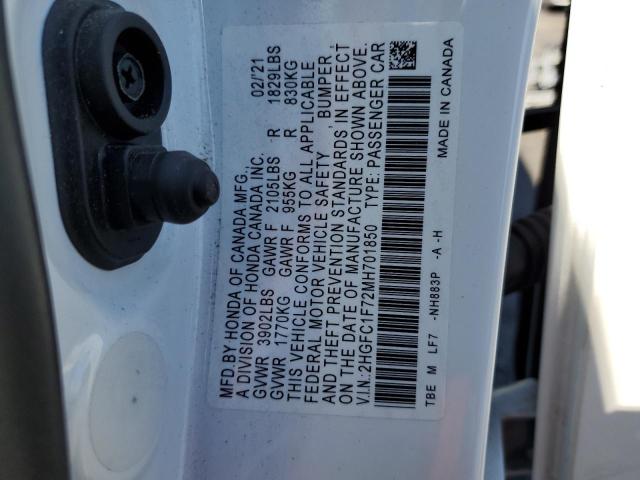 MFD.BY HONDA OF CANADA MFG., 02/'21
A DIVISION OF HONDA CANADA INC.
GVWR 3902LBS GAWR F 2105LBS R 1829LBS
GVWR 1770KG GAWR F 955KG R 830KG
THIS VEHICLE CONFORMS TO ALL APPLICABLE
FEDERAL MOTOR VEHICLE SAFETY BUMPER,
AND THEFT PREVENTION STANDARDS IN EFFECT
ON THE DATE OF MANUFACTURE SHOWN ABOVE.
V.I.N.:2HGFC1F72MH701850 TYPE: PASSENGER CAR
TBE M LF7 -NH883P -A -H
MADE IN CANADA